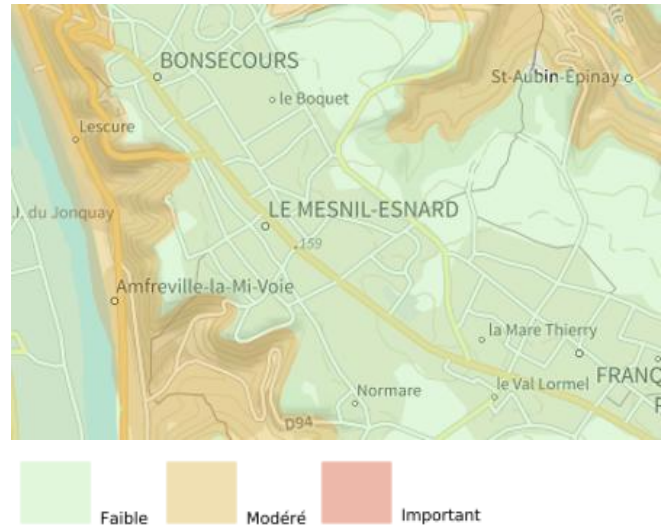 BONSECOURS
St-Aubin-Épinay
le Boquet
Lescure
LE MESNIL-ESNARD
du Jonquay
159
Amfreville-la-Mi-Voie
la Mare Thierry
FRANQ
Normare
le Val Lormel
D94
Faible
Modéré
Important